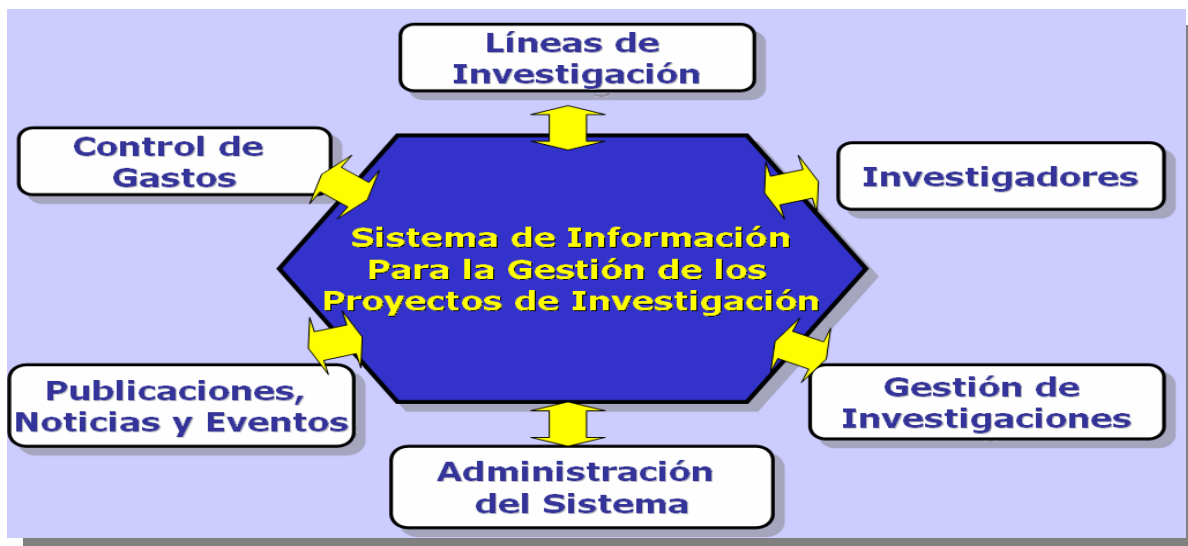 Líneas de
Investigación
Control de
Gastos
Investigadores
Sistema de Información
Para la Gestión de los
Proyectos de Investigación
Publicaciones,
Noticias y Eventos
Gestión de
Investigaciones
Administración
del Sistema